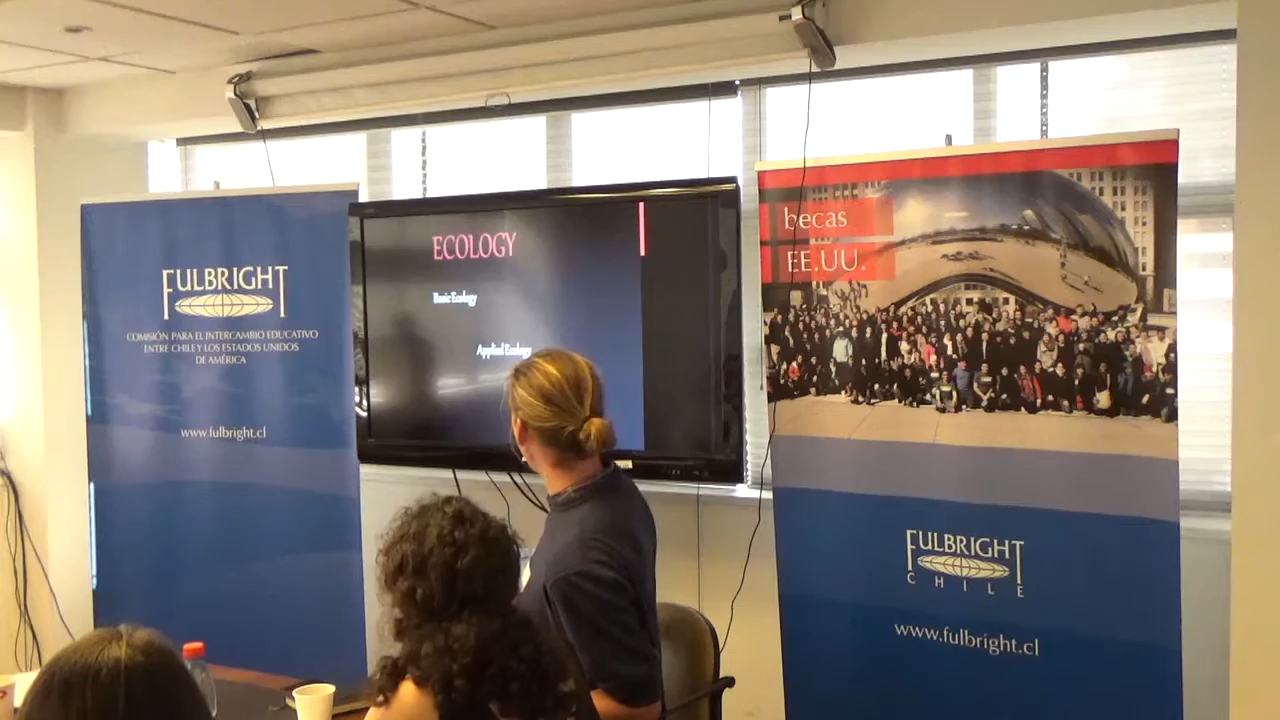 FULBRIGHT
COMISIÓN PARA EL INTERCAMBIO EDUCATIVO
ENTRE CHILE Y LOS ESTADOS UNIDOS
DE AMÉRICA
www.fulbright.cl
ECOLOGY
Basic Ecology
Applied Ecology
becas
EE.UU.
FULBRIGHT
CHILE
www.fulbright.cl